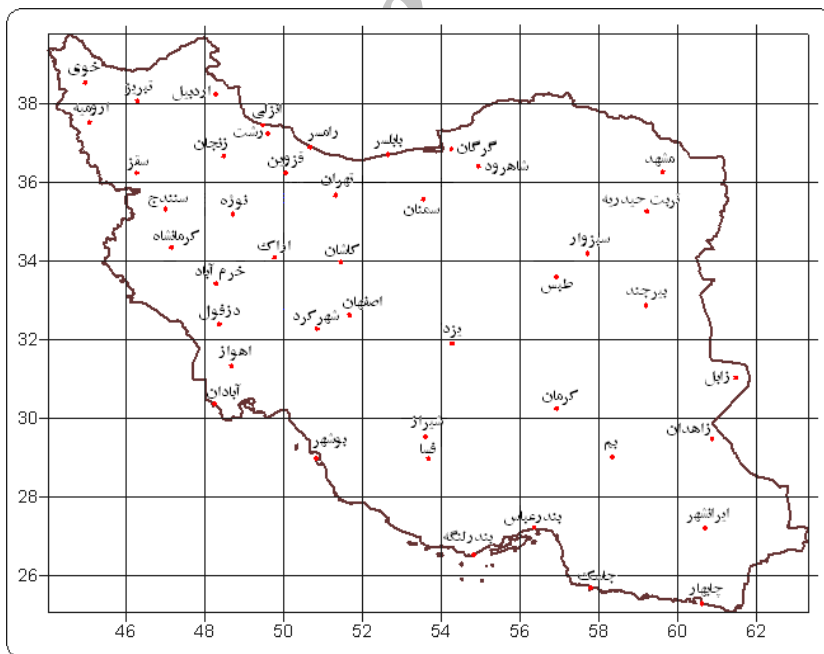 خوی
تبریز
اردبیل
ارومیه
انزلی
رشت
رامسر
بابلسر
گرگان
شاهرود
مشهد
زنجان
قزوین
سقز
تهران
سمنان
تربت حیدریه
سنندج
نوژه
کرمانشاه
اراک
کاشان
سبزوار
خرم آباد
طبس
بیرجند
دزفول
شهرکرد
اصفهان
یزد
اهواز
زابل
آبادان
کرمان
شیراز
فسا
بوشهر
بم
زاهدان
بندرعباس
ایرانشهر
بندرلنگه
جاسک
چابهار
38
36
34
32
30
28
26
46 48 50 52 54 56 58 60 62